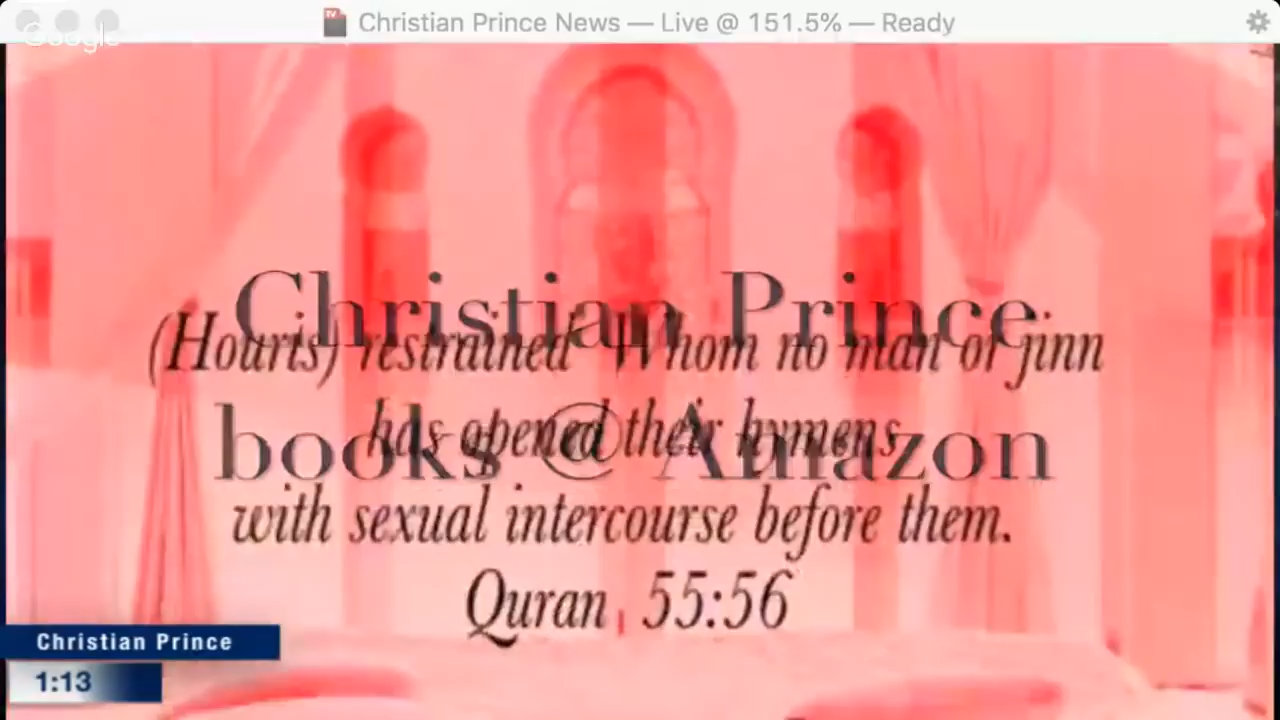 Christian Prince News — Live @ 151.5% — Ready
Google
Christian Prince
(Houris) restrained Whom no man or jinn
has opened their hymens
books @ Amazon
with sexual intercourse before them.
Quran 55:56
Christian Prince
1:13